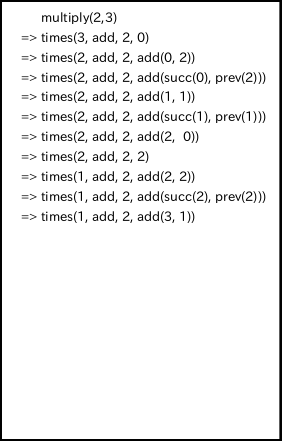 multiply(2,3)
=> times(3, add, 2, 0)
=> times(2, add, 2, add(0, 2))
=> times(2, add, 2, add(succ(0), prev(2)))
=> times(2, add, 2, add(1, 1))
=> times(2, add, 2, add(succ(1), prev(1)))
=> times(2, add, 2, add(2,  0))
=> times(2, add, 2, 2)
=> times(1, add, 2, add(2, 2))
=> times(1, add, 2, add(succ(2), prev(2)))
=> times(1, add, 2, add(3, 1))